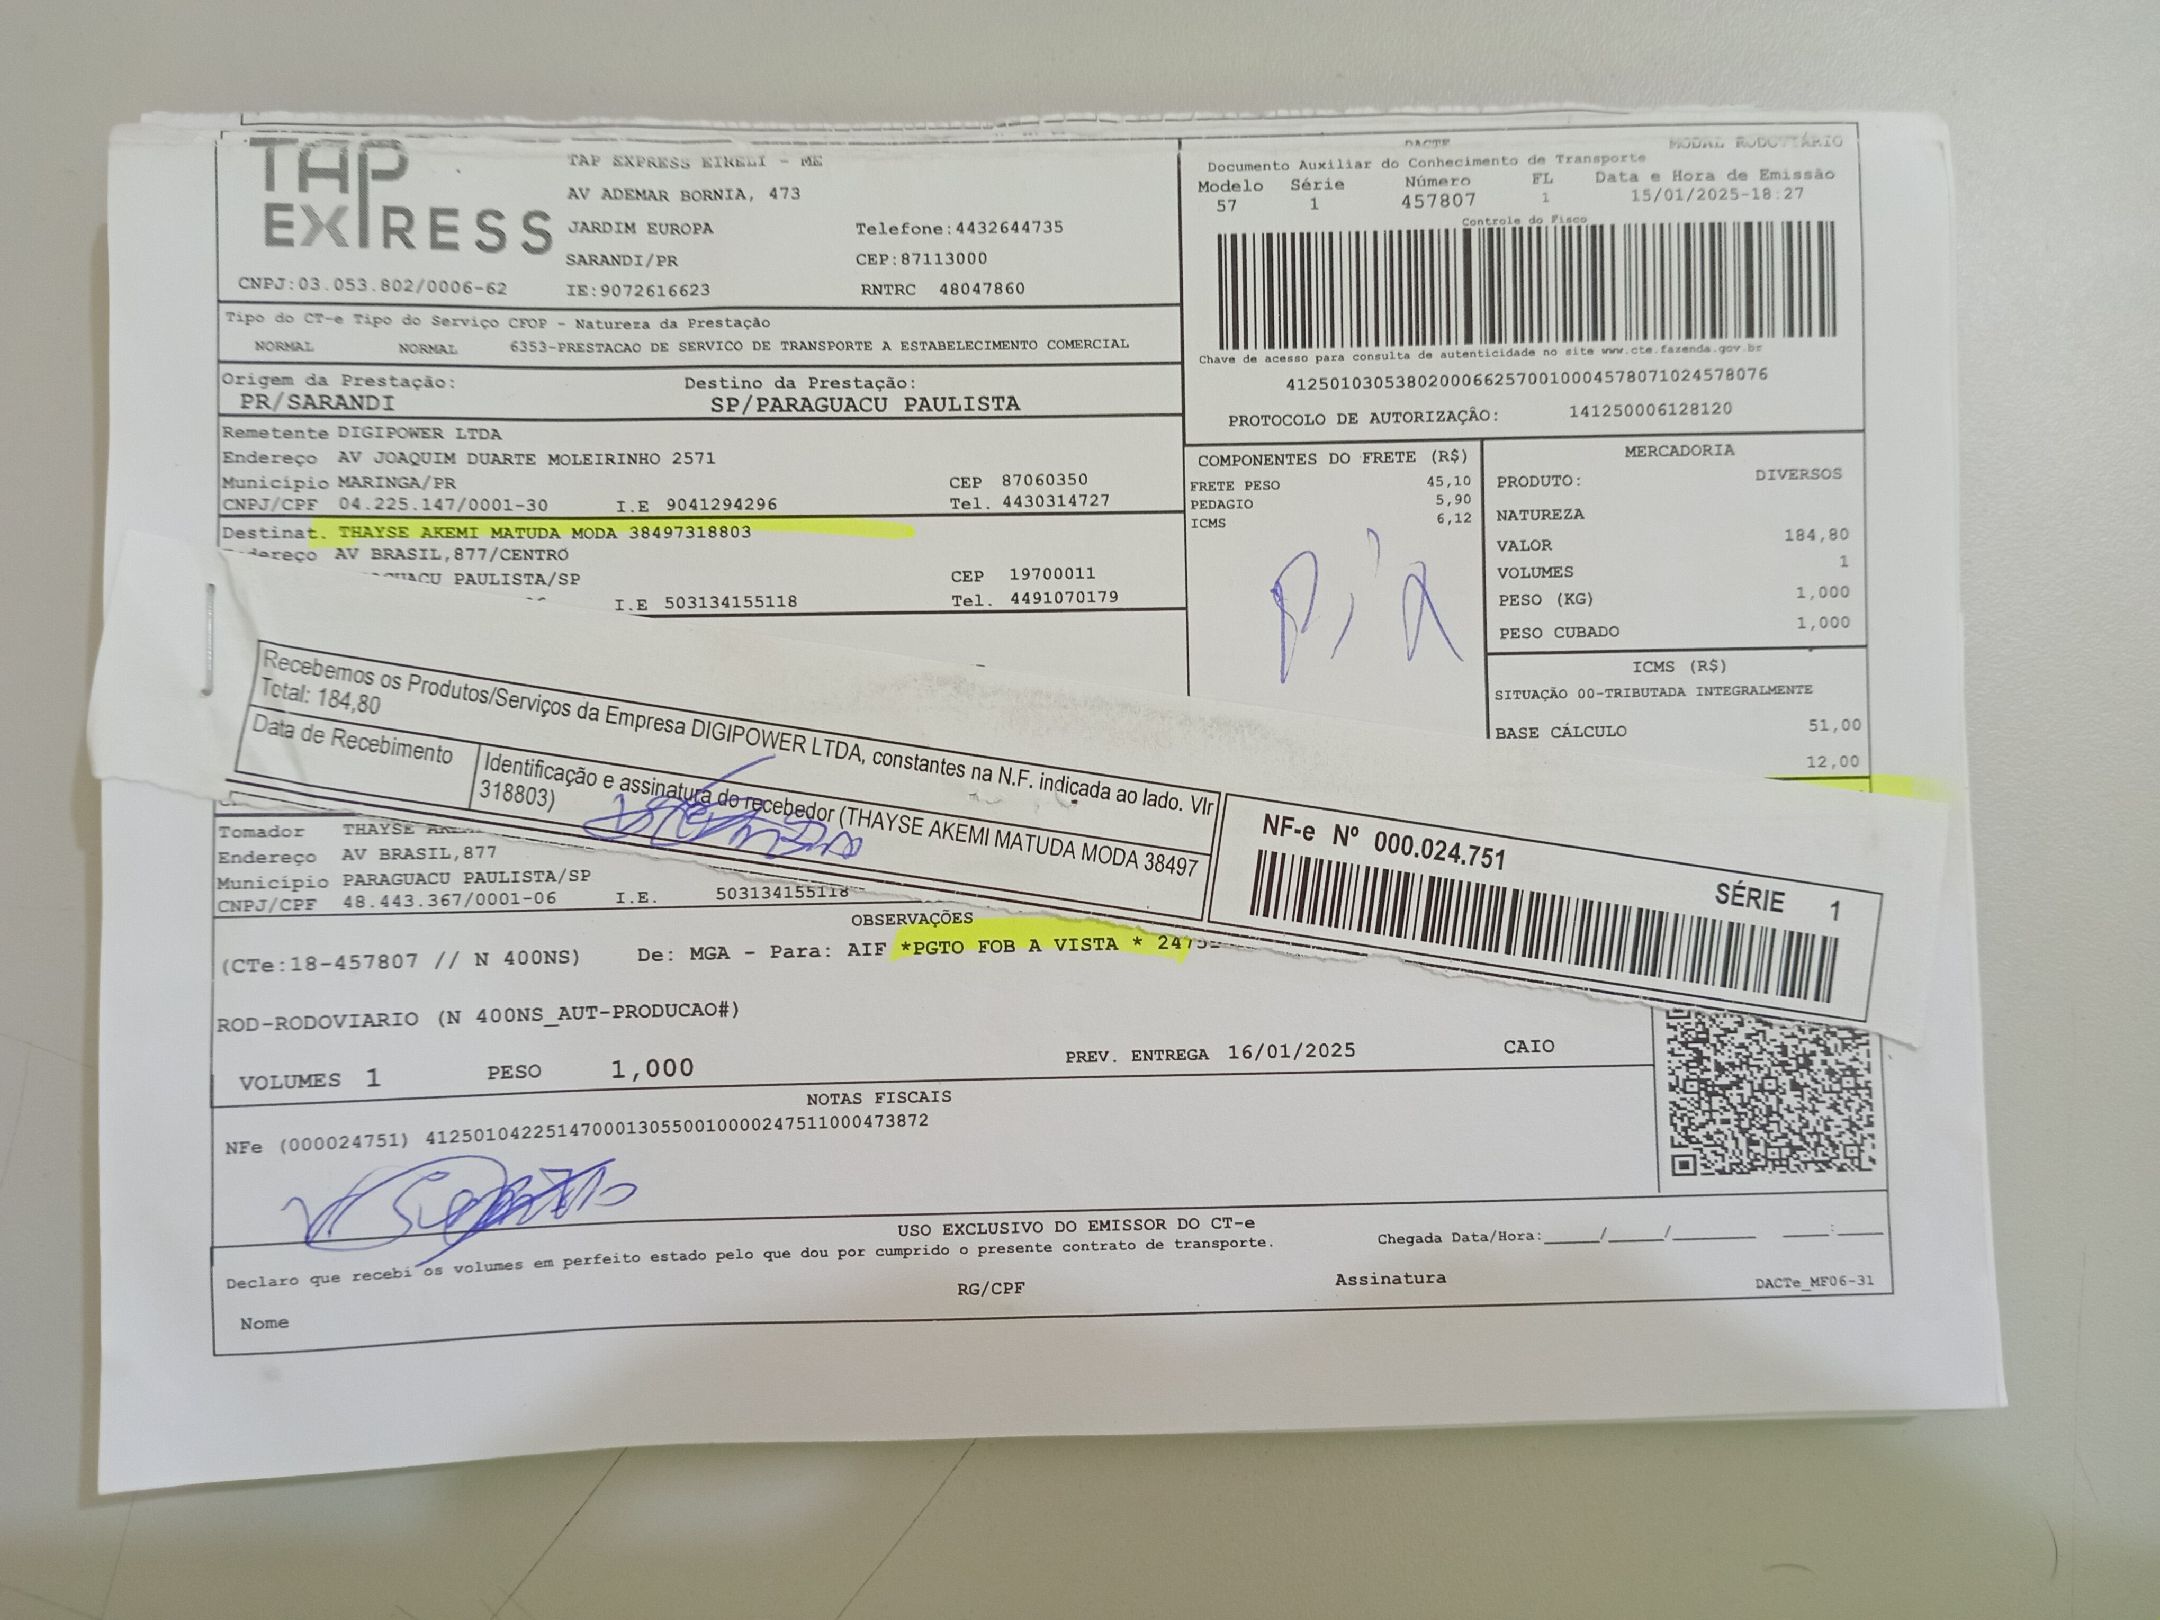 TAP EXPRESS
TAP EXPRESS EIRELI - ME
AV ADEMAR BORNIA, 473
JARDIM EUROPA Telefone:4432644735
SARANDI/PR CEP:87113000
CNPJ:03.053.802/0006-62 IE:9072616623 RNTRC 48047860
DACTE MODAL RODOVIÁRIO
Documento Auxiliar do Conhecimento de Transporte
Modelo Série Número FL Data e Hora de Emissão
57 1 457807 1 15/01/2025-18:27
Controle do Fisco
Chave de acesso para consulta de autenticidade no site www.cte.fazenda.gov.br
41250103053802000662570010004578071024578076
PROTOCOLO DE AUTORIZAÇÃO: 141250006128120
Tipo do CT-e Tipo do Serviço CFOP - Natureza da Prestação
NORMAL NORMAL 6353-PRESTACAO DE SERVICO DE TRANSPORTE A ESTABELECIMENTO COMERCIAL
Origem da Prestação: Destino da Prestação:
PR/SARANDI SP/PARAGUACU PAULISTA
Remetente DIGIPOWER LTDA
Endereço AV JOAQUIM DUARTE MOLEIRINHO 2571
Município MARINGA/PR CEP 87060350
CNPJ/CPF 04.225.147/0001-30 I.E 9041294296 Tel. 4430314727
Destinat. THAYSE AKEMI MATUDA MODA 38497318803
AV BRASIL,877/CENTRO
PAULISTA/SP CEP 19700011
I.E 503134155118 Tel. 4491070179
COMPONENTES DO FRETE (R$)
FRETE PESO 45,10
PEDAGIO 5,90
ICMS 6,12
MERCADORIA
PRODUTO: DIVERSOS
NATUREZA
VALOR 184,80
VOLUMES 1
PESO (KG) 1,000
PESO CUBADO 1,000
ICMS (R$)
SITUAÇÃO 00-TRIBUTADA INTEGRALMENTE
BASE CÁLCULO 51,00
12,00
Recebemos os Produtos/Serviços da Empresa DIGIPOWER LTDA, constantes na N.F. indicada ao lado. Vlr
Total: 184,80
Data de Recebimento
Identificação e assinatura do recebedor (THAYSE AKEMI MATUDA MODA 38497
318803)
NF-e Nº 000.024.751
SÉRIE 1
Tomador THAYSE
Endereço AV BRASIL,877
Município PARAGUACU PAULISTA/SP
CNPJ/CPF 48.443.367/0001-06 I.E. 503134155118
OBSERVAÇÕES
(CTe:18-457807 // N 400NS) De: MGA - Para: AIF *PGTO FOB A VISTA *
ROD-RODOVIARIO (N 400NS_AUT-PRODUCAO#)
VOLUMES 1 PESO 1,000 PREV. ENTREGA 16/01/2025 CAIO
NOTAS FISCAIS
NFe (000024751) 41250104225147000130550010000247511000473872
USO EXCLUSIVO DO EMISSOR DO CT-e
Declaro que recebi os volumes em perfeito estado pelo que dou por cumprido o presente contrato de transporte.
Chegada Data/Hora:_____/_____/________ ____:____
Nome RG/CPF Assinatura DACTe_MF06-31